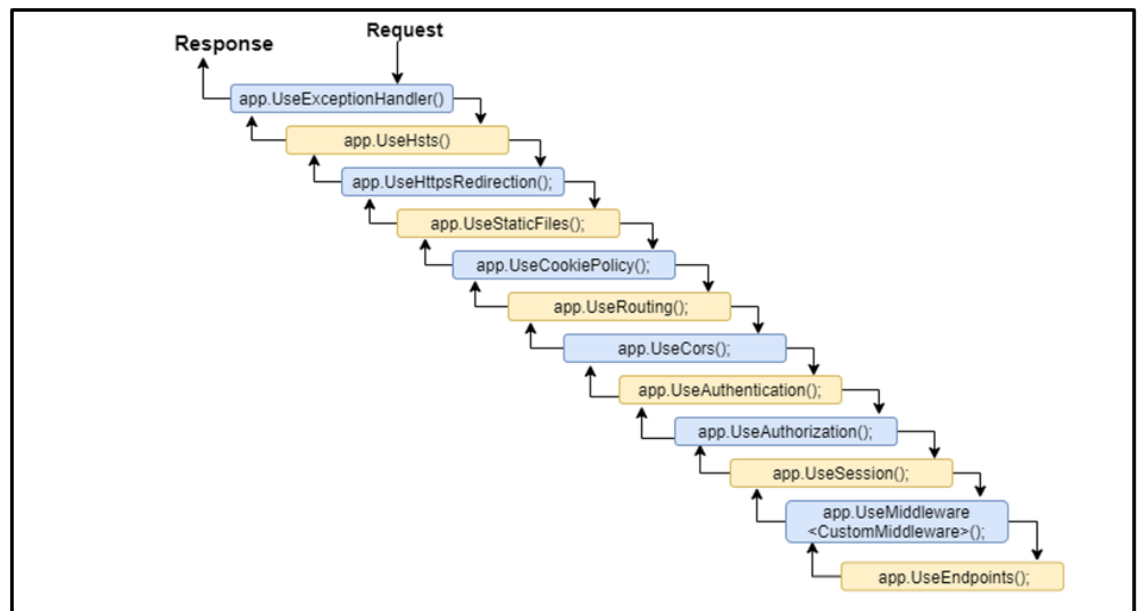 Request
Response
app.UseExceptionHandler()
app.UseHsts()
app.UseHttpsRedirection();
app.UseStaticFiles();
app.UseCookiePolicy();
app.UseRouting();
app.UseCors();
app.UseAuthentication();
app.UseAuthorization();
app.UseSession();
app.UseMiddleware
<CustomMiddleware>();
app.UseEndpoints();